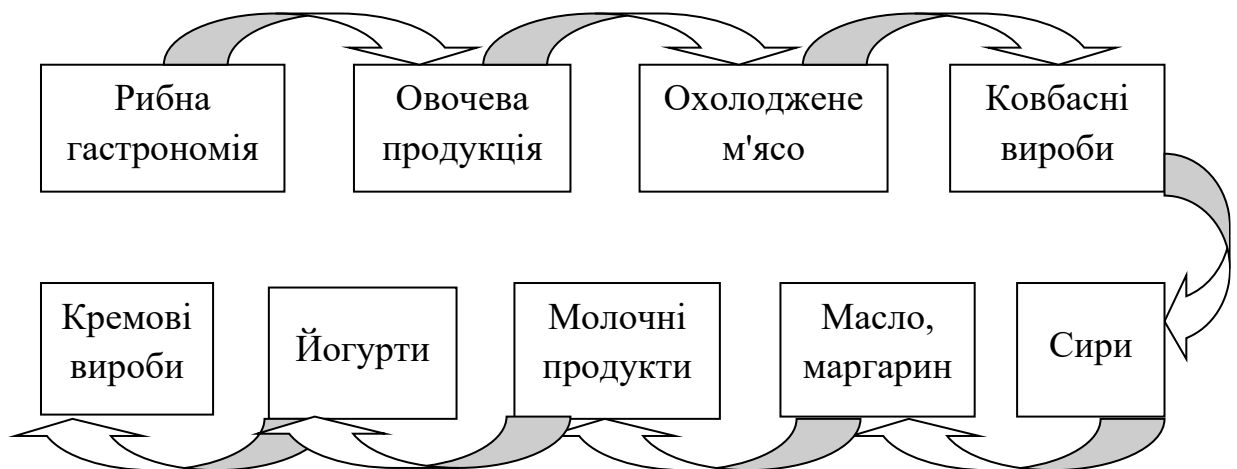 Рибна
гастрономія
Овочева
продукція
Охолоджене
м'ясо
Ковбасні
вироби
Сири
Масло,
маргарин
Молочні
продукти
Йогурти
Кремові
вироби